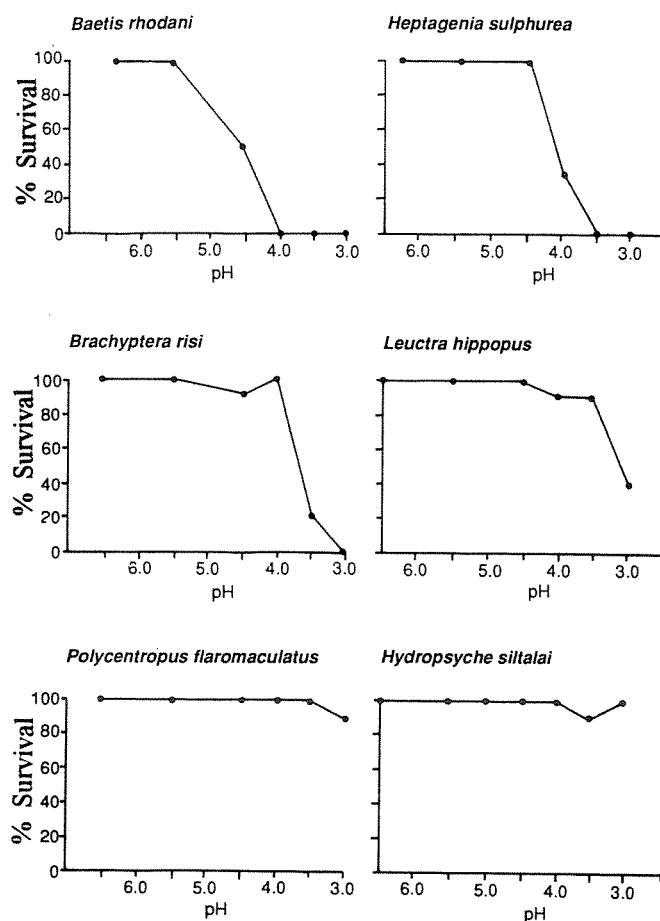 Baetis rhodani
Heptagenia sulphurea
% Survival
100
80
60
40
20
0
6.0 5.0 4.0 3.0
pH
6.0 5.0 4.0 3.0
pH
Brachyptera risi
Leuctra hippopus
% Survival
100
80
60
40
20
0
6.0 5.0 4.0 3.0
pH
6.0 5.0 4.0 3.0
pH
Polycentropus flaromaculatus
Hydropsyche siltalai
% Survival
100
80
60
40
20
0
6.0 5.0 4.0 3.0
pH
6.0 5.0 4.0 3.0
pH